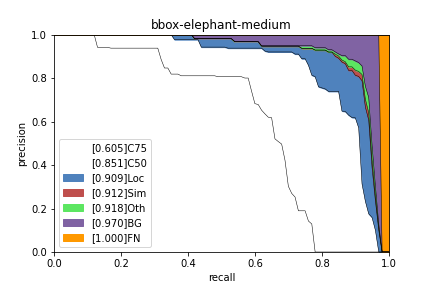 bbox-elephant-medium
precision
1.0
0.8
0.6
0.4
0.2
0.0
[0.605]C75
[0.851]C50
[0.909]Loc
[0.912]Sim
[0.918]Oth
[0.970]BG
[1.000]FN
0.0 0.2 0.4 0.6 0.8 1.0
recall